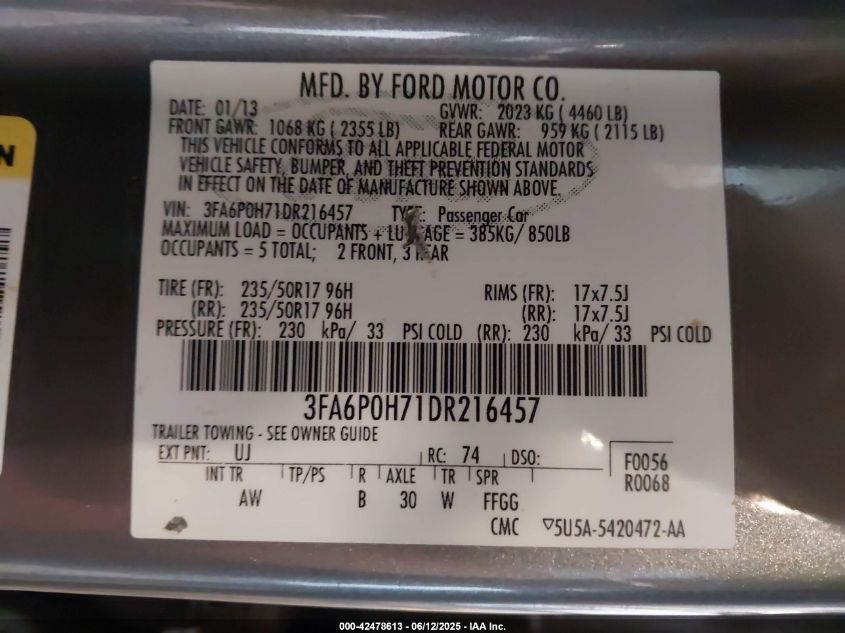 MFD. BY FORD MOTOR CO.
DATE: 01/13 GVWR: 2023 KG ( 4460 LB)
FRONT GAWR: 1068 KG ( 2355 LB) REAR GAWR: 959 KG ( 2115 LB)
THIS VEHICLE CONFORMS TO ALL APPLICABLE FEDERAL MOTOR
VEHICLE SAFETY, BUMPER, AND THEFT PREVENTION STANDARDS
IN EFFECT ON THE DATE OF MANUFACTURE SHOWN ABOVE.
VIN: 3FA6P0H71DR216457 TYPE: Passenger Car
MAXIMUM LOAD = OCCUPANTS + LUGGAGE = 385KG/ 850LB
OCCUPANTS = 5 TOTAL; 2 FRONT, 3 REAR
TIRE (FR): 235/50R17 96H RIMS (FR): 17x7.5J
(RR): 235/50R17 96H (RR): 17x7.5J
PRESSURE (FR): 230 kPa/ 33 PSI COLD (RR): 230 kPa/ 33 PSI COLD
3FA6P0H71DR216457
TRAILER TOWING - SEE OWNER GUIDE
EXT PNT: UJ RC: 74 DSO: F0056
R0068
INT TR TP/PS R AXLE TR SPR
AW B 30 W FFGG
CMC ▽5U5A-5420472-AA
N
000-42478613 - 06/12/2025 - IAA Inc.